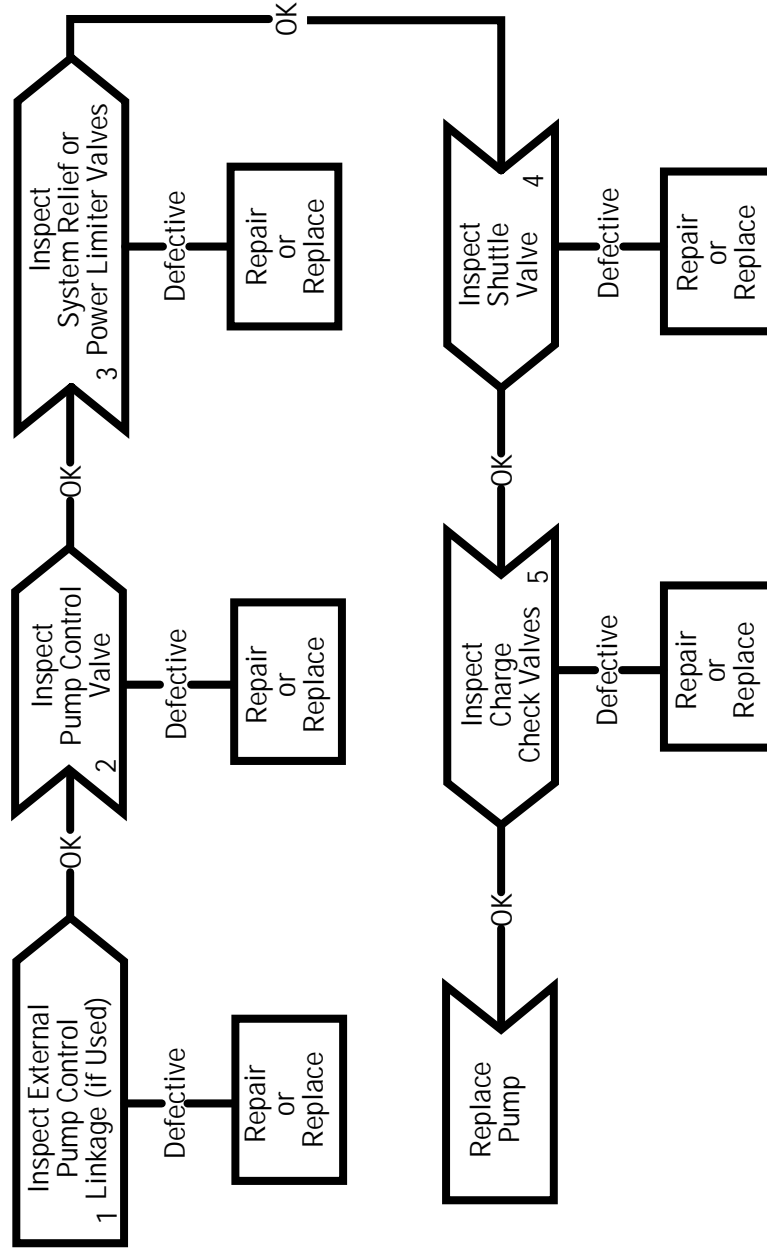 Inspect External
Pump Control
Linkage (if Used)
1
Defective
Repair
or
Replace
OK
Inspect
Pump Control
Valve
2
Defective
Repair
or
Replace
OK
Inspect
System Relief or
Power Limiter Valves
3
Defective
Repair
or
Replace
OK
Inspect
Shuttle
Valve
4
Defective
Repair
or
Replace
OK
Inspect
Charge
Check Valves
5
Defective
Repair
or
Replace
OK
Replace
Pump